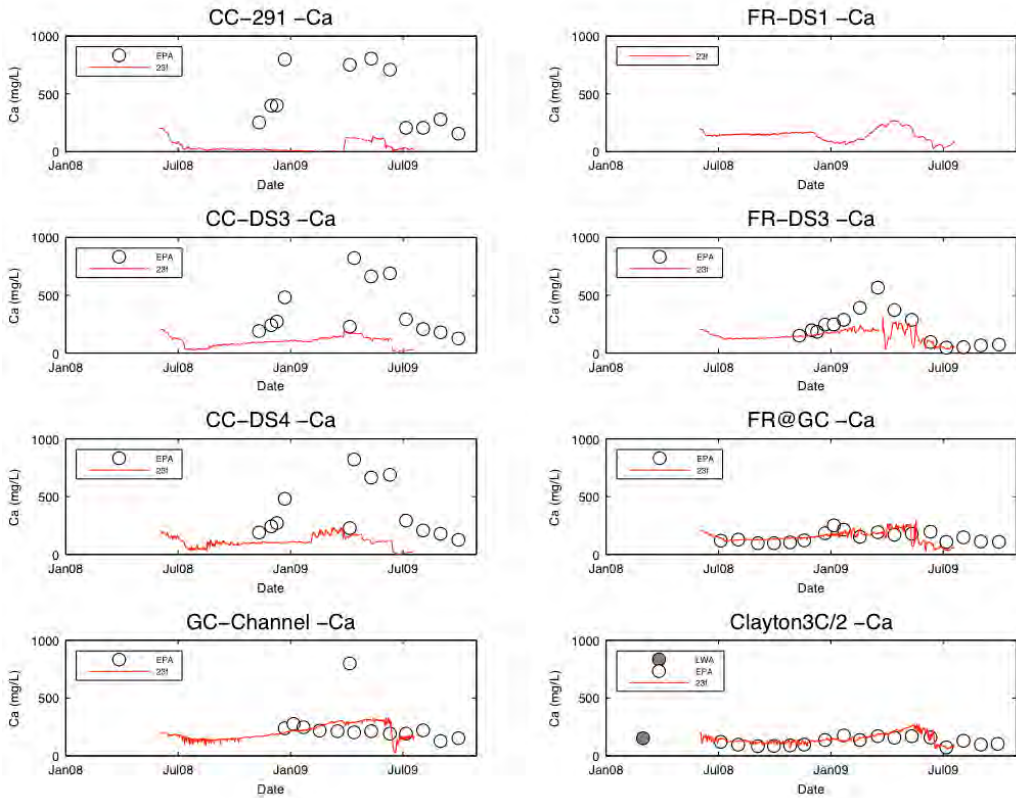 CC−291 −Ca
1000
500
0
Ca (mg/L)
EPA
23f
Jan08
Jul08
Jan09
Jul09
Date
FR−DS1 −Ca
1000
500
0
Ca (mg/L)
23f
Jan08
Jul08
Jan09
Jul09
Date
CC−DS3 −Ca
1000
500
0
Ca (mg/L)
EPA
23f
Jan08
Jul08
Jan09
Jul09
Date
FR−DS3 −Ca
1000
500
0
Ca (mg/L)
EPA
23f
Jan08
Jul08
Jan09
Jul09
Date
CC−DS4 −Ca
1000
500
0
Ca (mg/L)
EPA
23f
Jan08
Jul08
Jan09
Jul09
Date
FR@GC −Ca
1000
500
0
Ca (mg/L)
EPA
23f
Jan08
Jul08
Jan09
Jul09
Date
GC−Channel −Ca
1000
500
0
Ca (mg/L)
EPA
23f
Jan08
Jul08
Jan09
Jul09
Date
Clayton3C/2 −Ca
1000
500
0
Ca (mg/L)
LWA
EPA
23f
Jan08
Jul08
Jan09
Jul09
Date